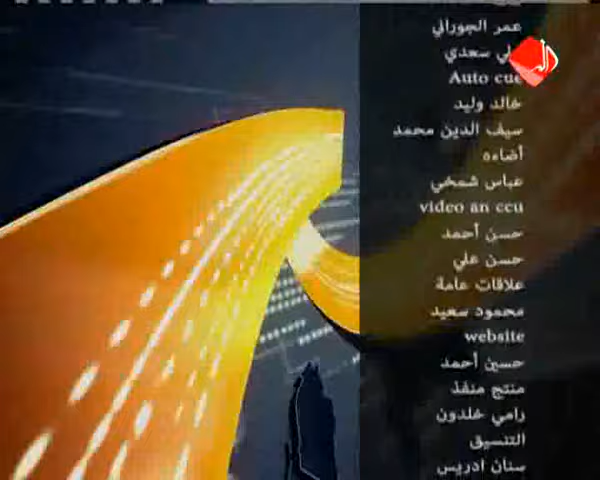 عمر الجوراني
علي سعدي
Auto cue
خالد وليد
سيف الدين محمد
أضاءه
عباس شمخي
video an ccu
حسن أحمد
حسن علي
علاقات عامة
محمود سعيد
website
حسين أحمد
منتج منفذ
رامي خلدون
التنسيق
سنان ادريس